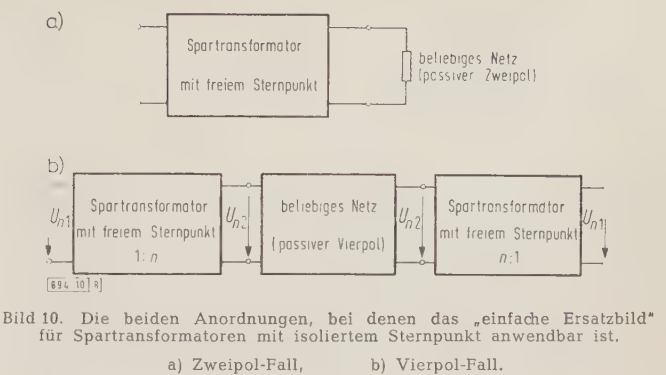 a)
Spartransformator
mit freiem Sternpunkt
beliebiges Netz
(passiver Zweipol)
b)
Un1
Spartransformator
mit freiem Sternpunkt
1:n
Un2
beliebiges Netz
(passiver Vierpol)
Un2
Spartransformator
mit freiem Sternpunkt
n:1
Un1
694 10 R
Bild 10. Die beiden Anordnungen, bei denen das „einfache Ersatzbild"
für Spartransformatoren mit isoliertem Sternpunkt anwendbar ist.
a) Zweipol-Fall, b) Vierpol-Fall.